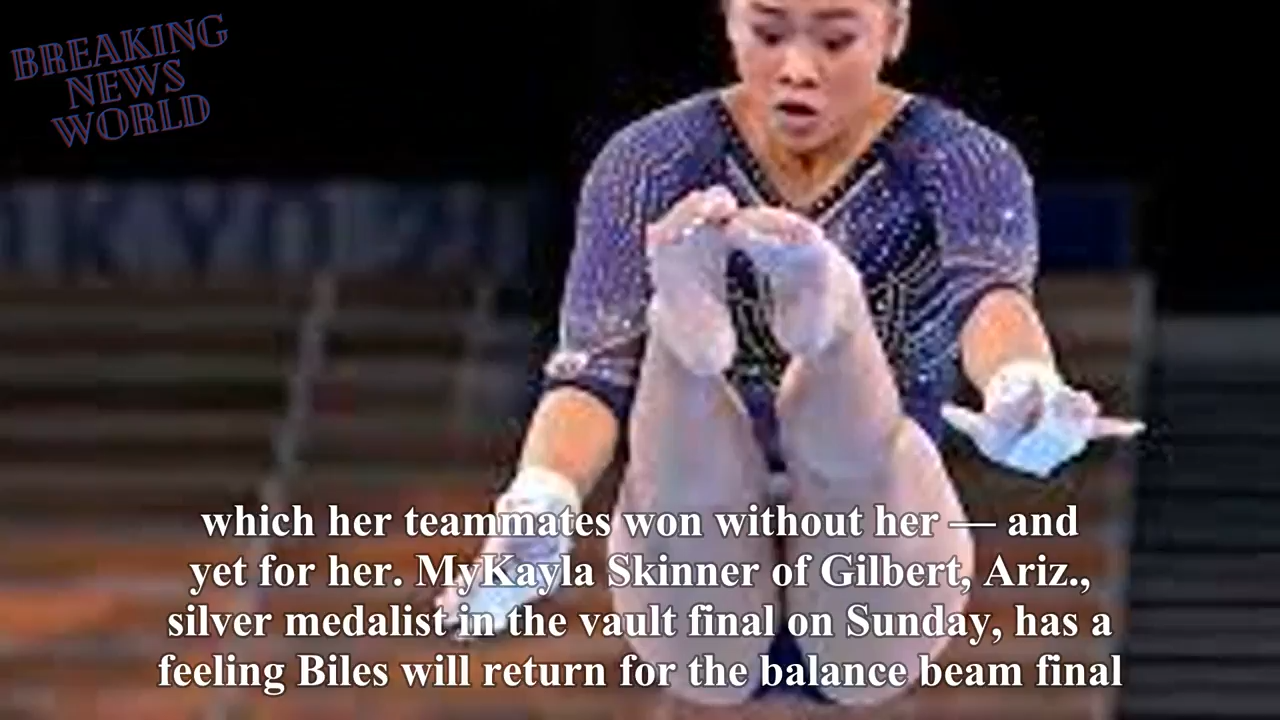 BREAKING
NEWS
WORLD
which her teammates won without her — and
yet for her. MyKayla Skinner of Gilbert, Ariz.,
silver medalist in the vault final on Sunday, has a
feeling Biles will return for the balance beam final